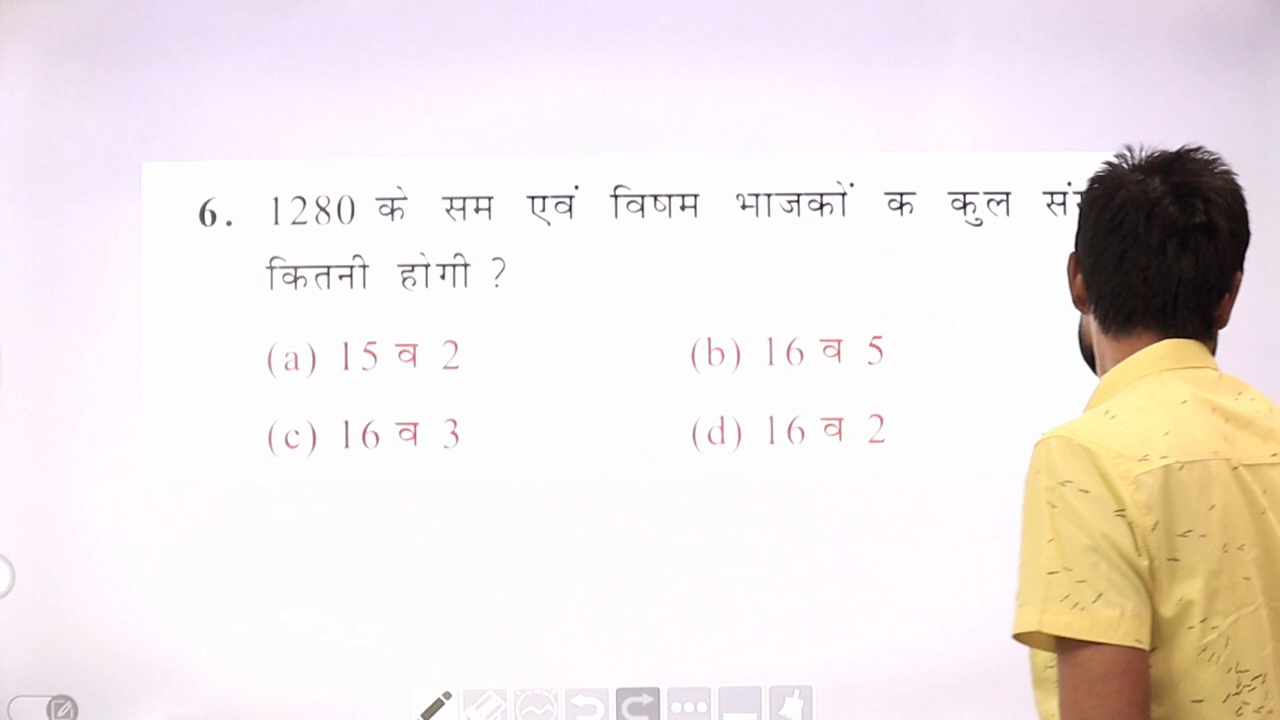 6. 1280 के सम एवं विषम भाजकों क कुल
कितनी होगी ?
(a) 15 व 2 (b) 16 व 5
(c) 16 व 3 (d) 16 व 2